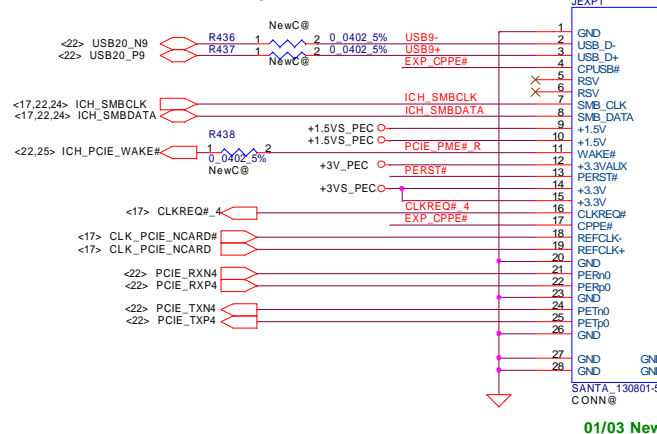 JEXP1
NewC@
<22> USB20_N9 R436 1 2 0_0402_5% USB9- 1 GND
<22> USB20_P9 R437 1 2 0_0402_5% USB9+ 2 USB_D-
NewC@ 3 USB_D+
EXP_CPPE# 4 CPUSB#
5 RSV
6 RSV
<17,22,24> ICH_SMBCLK ICH_SMBCLK 7 SMB_CLK
<17,22,24> ICH_SMBDATA ICH_SMBDATA 8 SMB_DATA
+1.5VS_PEC 9 +1.5V
+1.5VS_PEC 10 +1.5V
R438
<22,25> ICH_PCIE_WAKE# 1 2 PCIE_PME#_R 11 WAKE#
0_0402_5%
NewC@
+3V_PEC 12 +3.3VAUX
PERST# 13 PERST#
+3VS_PEC 14 +3.3V
15 +3.3V
<17> CLKREQ#_4 CLKREQ#_4 16 CLKREQ#
EXP_CPPE# 17 CPPE#
<17> CLK_PCIE_NCARD# 18 REFCLK-
<17> CLK_PCIE_NCARD 19 REFCLK+
20 GND
<22> PCIE_RXN4 21 PERn0
<22> PCIE_RXP4 22 PERp0
23 GND
<22> PCIE_TXN4 24 PETn0
<22> PCIE_TXP4 25 PETp0
26 GND
27 GND GN
28 GND GN
SANTA_130801-5
CONN@
01/03 New